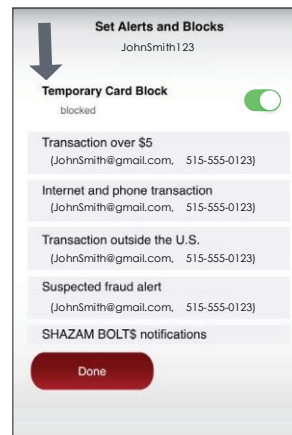 Set Alerts and Blocks
JohnSmith123
Temporary Card Block
blocked
Transaction over $5
(JohnSmith@gmail.com, 515-555-0123)
Internet and phone transaction
(JohnSmith@gmail.com, 515-555-0123)
Transaction outside the U.S.
(JohnSmith@gmail.com, 515-555-0123)
Suspected fraud alert
(JohnSmith@gmail.com, 515-555-0123)
SHAZAM BOLT$ notifications
Done